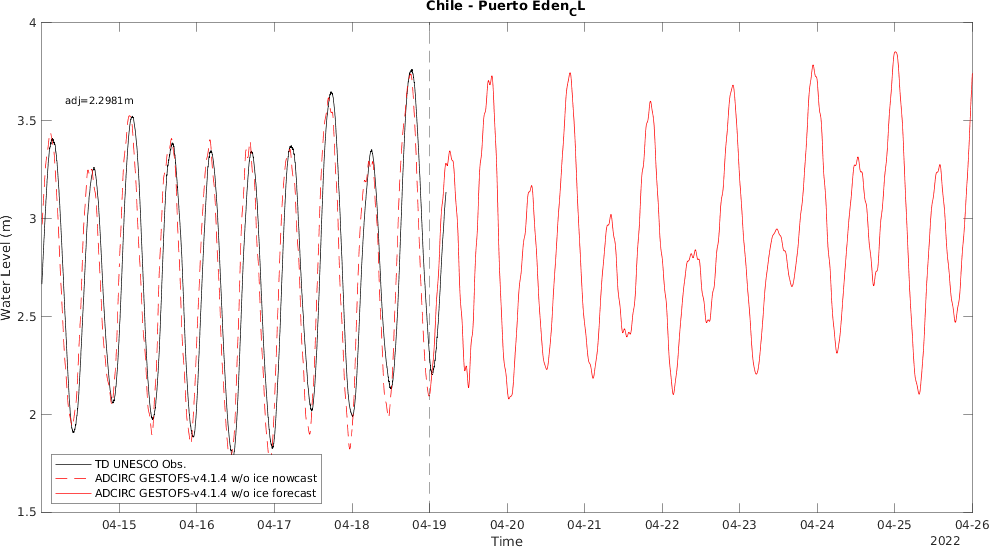 Chile - Puerto Eden_CL
4
adj=2.2981m
3.5
3
Water Level (m)
2.5
2
TD UNESCO Obs.
ADCIRC GESTOFS-v4.1.4 w/o ice nowcast
ADCIRC GESTOFS-v4.1.4 w/o ice forecast
1.5
04-15 04-16 04-17 04-18 04-19 04-20 04-21 04-22 04-23 04-24 04-25 04-26
Time
2022